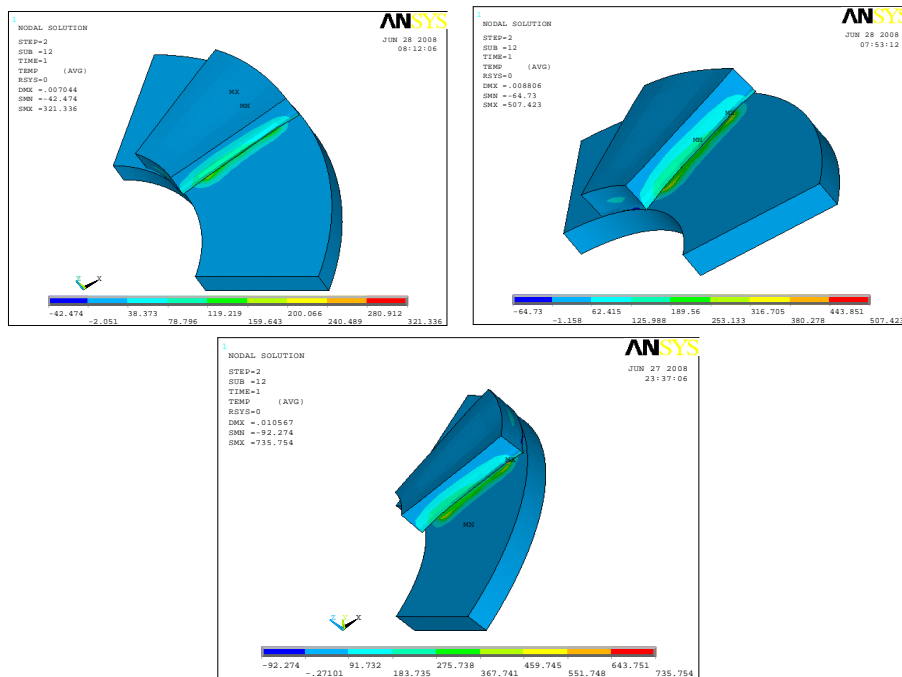 1
ANSYS
NODAL SOLUTION
JUN 28 2008
08:12:06
STEP=2
SUB =12
TIME=1
TEMP (AVG)
RSYS=0
DMX =.007044
SMN =-42.474
SMX =321.336
MX
MN
Z X
-42.474 38.373 119.219 200.066 280.912
-2.051 78.796 159.643 240.489 321.336
1
ANSYS
NODAL SOLUTION
JUN 28 2008
07:53:12
STEP=2
SUB =12
TIME=1
TEMP (AVG)
RSYS=0
DMX =.008806
SMN =-64.73
SMX =507.423
MX
MN
-64.73 62.415 189.56 316.705 443.851
-1.158 125.988 253.133 380.278 507.423
1
ANSYS
NODAL SOLUTION
JUN 27 2008
23:37:06
STEP=2
SUB =12
TIME=1
TEMP (AVG)
RSYS=0
DMX =.010567
SMN =-92.274
SMX =735.754
MX
MN
Z Y X
-92.274 91.732 275.738 459.745 643.751
-.27101 183.735 367.741 551.748 735.754